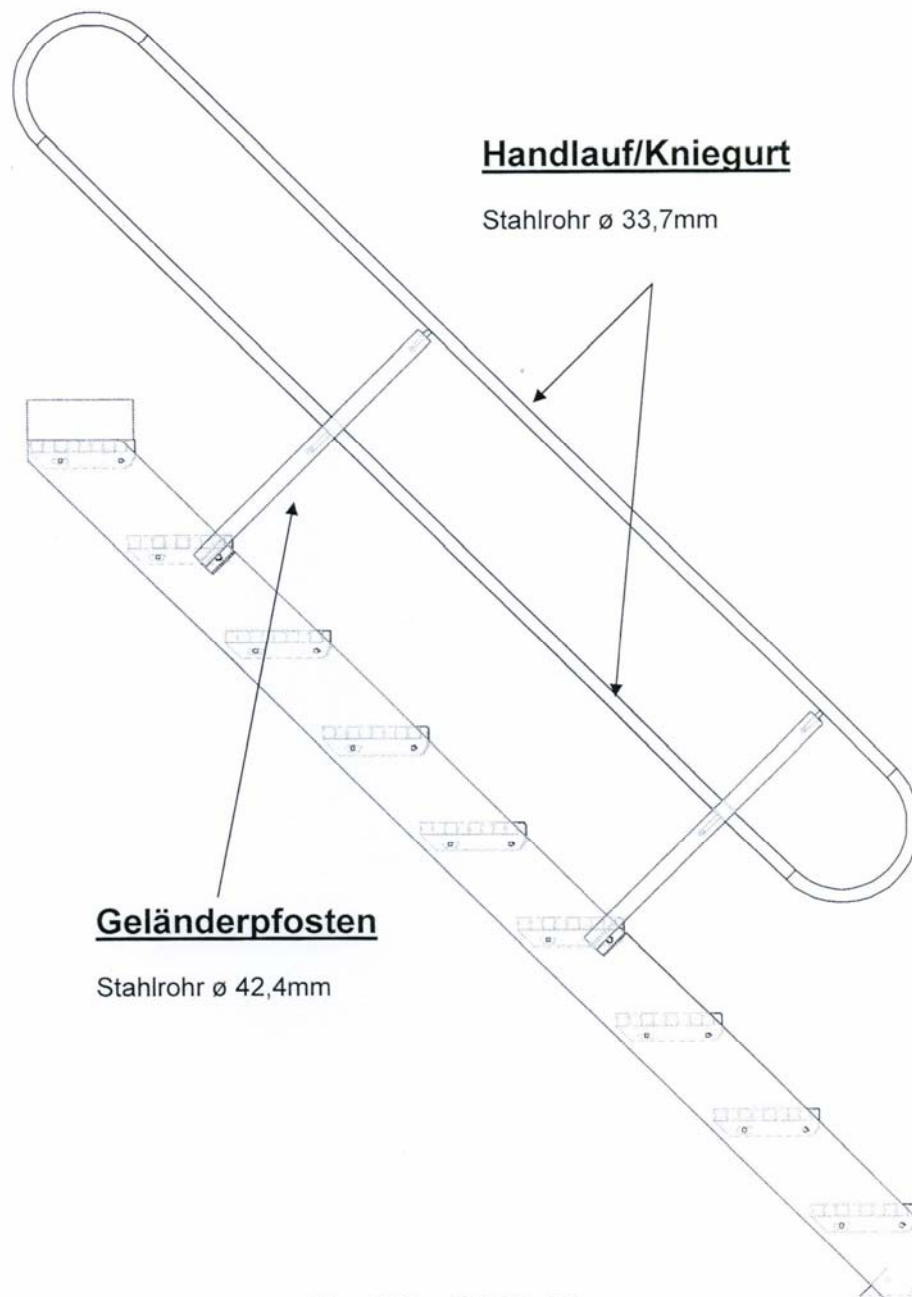 Handlauf/Kniegurt
Stahlrohr ø 33,7mm
Geländerpfosten
Stahlrohr ø 42,4mm